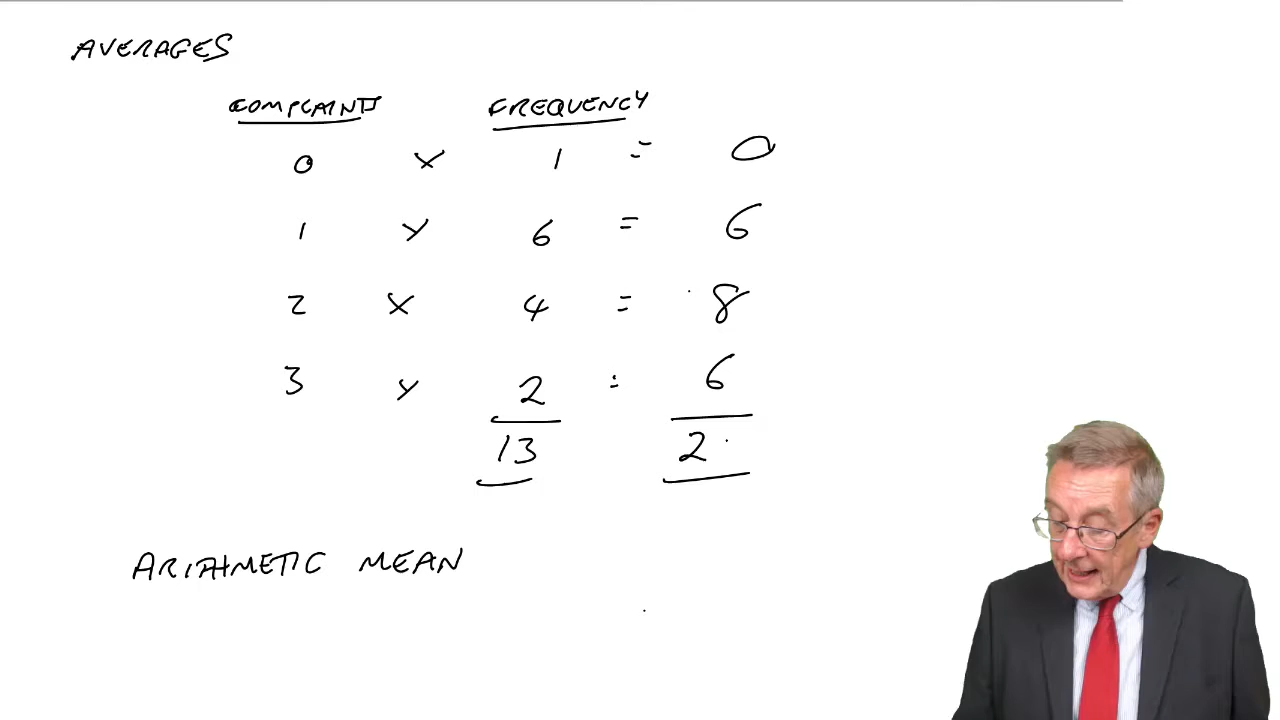 AVERAGES
COMPLAINTS FREQUENCY
0 x 1 = 0
1 x 6 = 6
2 x 4 = 8
3 x 2 = 6
13 2
ARITHMETIC MEAN